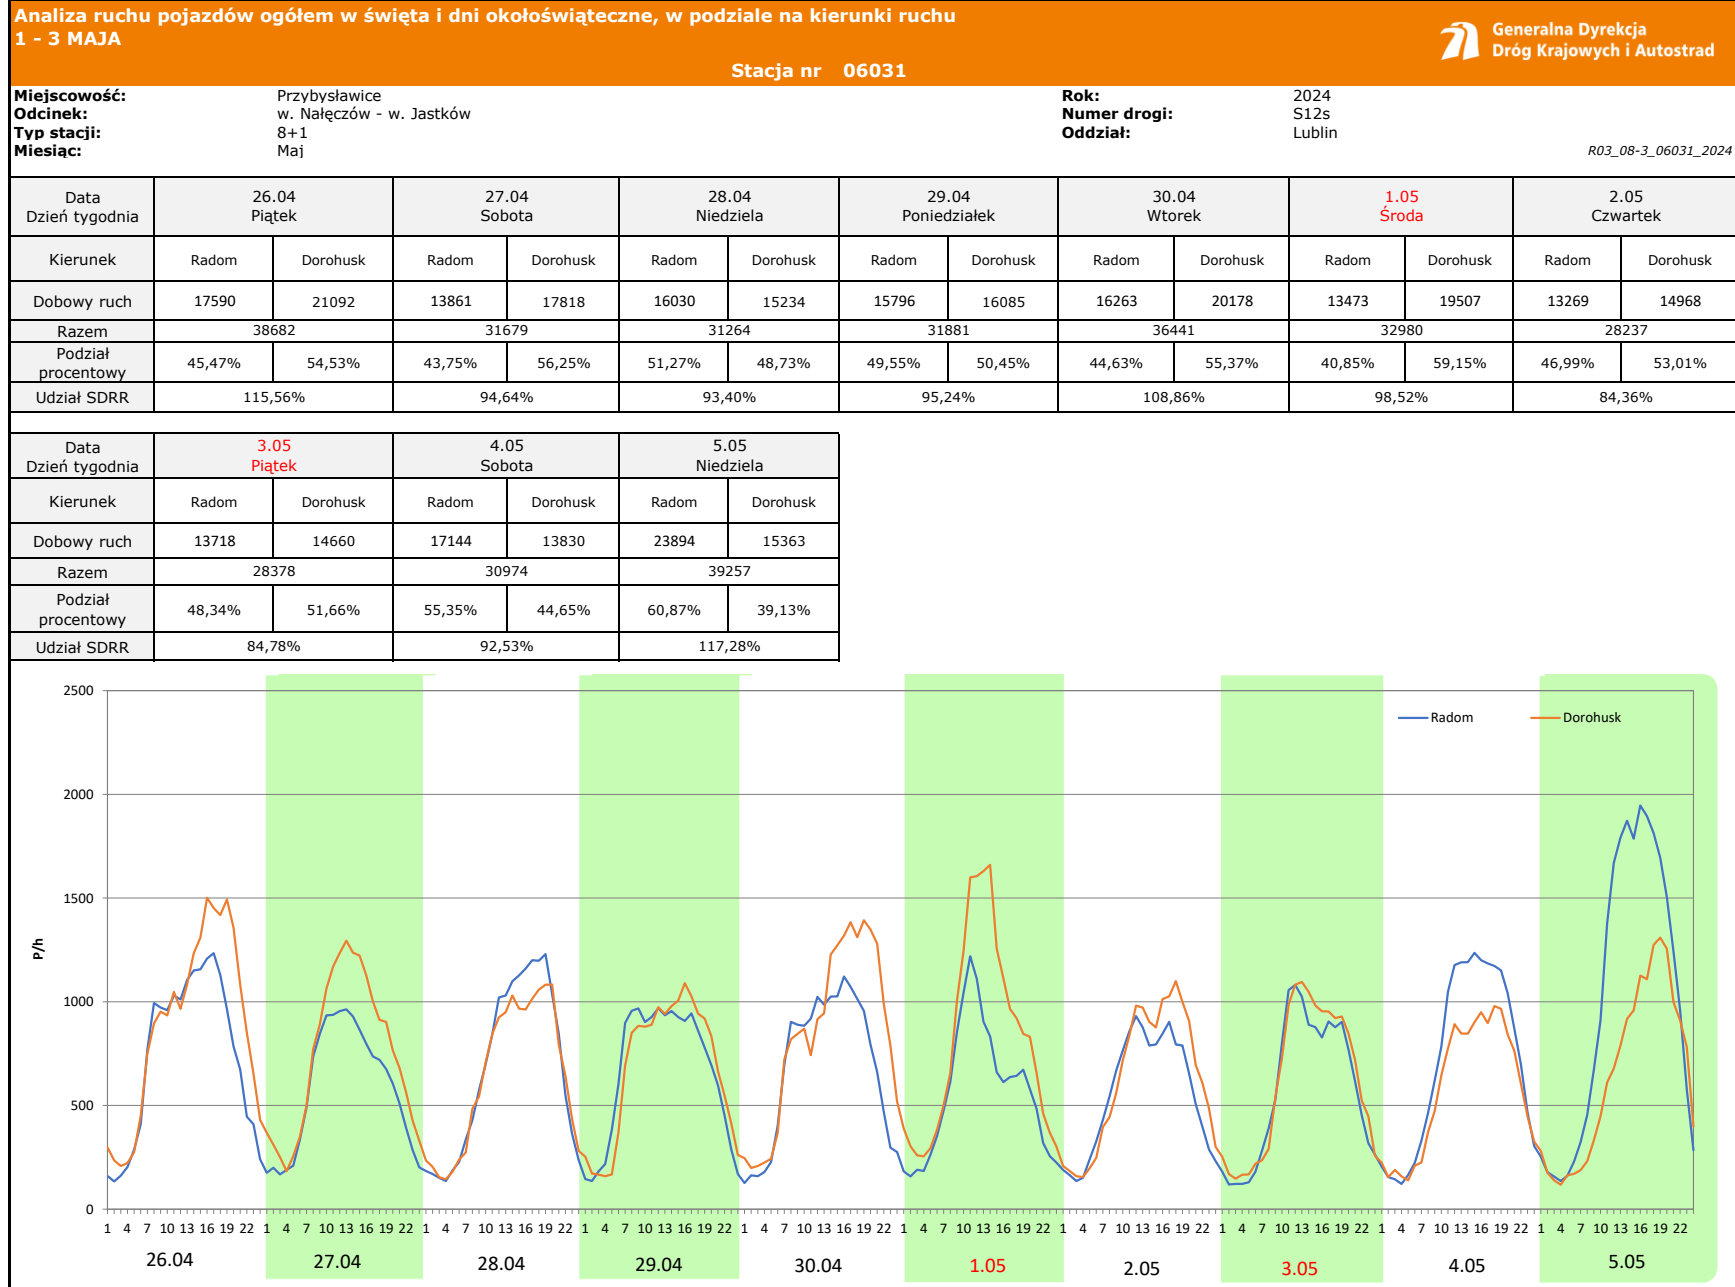 Analiza ruchu pojazdów ogółem w święta i dni okołoświąteczne, w podziale na kierunki ruchu
1 - 3 MAJA
Generalna Dyrekcja
Dróg Krajowych i Autostrad
Stacja nr 06031
Miejscowość: Przybysławice Rok: 2024
Odcinek: w. Nałęczów - w. Jastków Numer drogi: S12s
Typ stacji: 8+1 Oddział: Lublin
Miesiąc: Maj R03_08-3_06031_2024
Data 26.04 27.04 28.04 29.04 30.04 1.05 2.05
Dzień tygodnia Piątek Sobota Niedziela Poniedziałek Wtorek Środa Czwartek
Kierunek Radom Dorohusk Radom Dorohusk Radom Dorohusk Radom Dorohusk Radom Dorohusk Radom Dorohusk Radom Dorohusk
Dobowy ruch 17590 21092 13861 17818 16030 15234 15796 16085 16263 20178 13473 19507 13269 14968
Razem 38682 31679 31264 31881 36441 32980 28237
Podział
procentowy 45,47% 54,53% 43,75% 56,25% 51,27% 48,73% 49,55% 50,45% 44,63% 55,37% 40,85% 59,15% 46,99% 53,01%
Udział SDRR 115,56% 94,64% 93,40% 95,24% 108,86% 98,52% 84,36%
Data 3.05 4.05 5.05
Dzień tygodnia Piątek Sobota Niedziela
Kierunek Radom Dorohusk Radom Dorohusk Radom Dorohusk
Dobowy ruch 13718 14660 17144 13830 23894 15363
Razem 28378 30974 39257
Podział
procentowy 48,34% 51,66% 55,35% 44,65% 60,87% 39,13%
Udział SDRR 84,78% 92,53% 117,28%
2500
Radom Dorohusk
2000
1500
P/h
1000
500
0
1 4 7 10 13 16 19 22 1 4 7 10 13 16 19 22 1 4 7 10 13 16 19 22 1 4 7 10 13 16 19 22 1 4 7 10 13 16 19 22 1 4 7 10 13 16 19 22 1 4 7 10 13 16 19 22 1 4 7 10 13 16 19 22 1 4 7 10 13 16 19 22 1 4 7 10 13 16 19 22
26.04 27.04 28.04 29.04 30.04 1.05 2.05 3.05 4.05 5.05